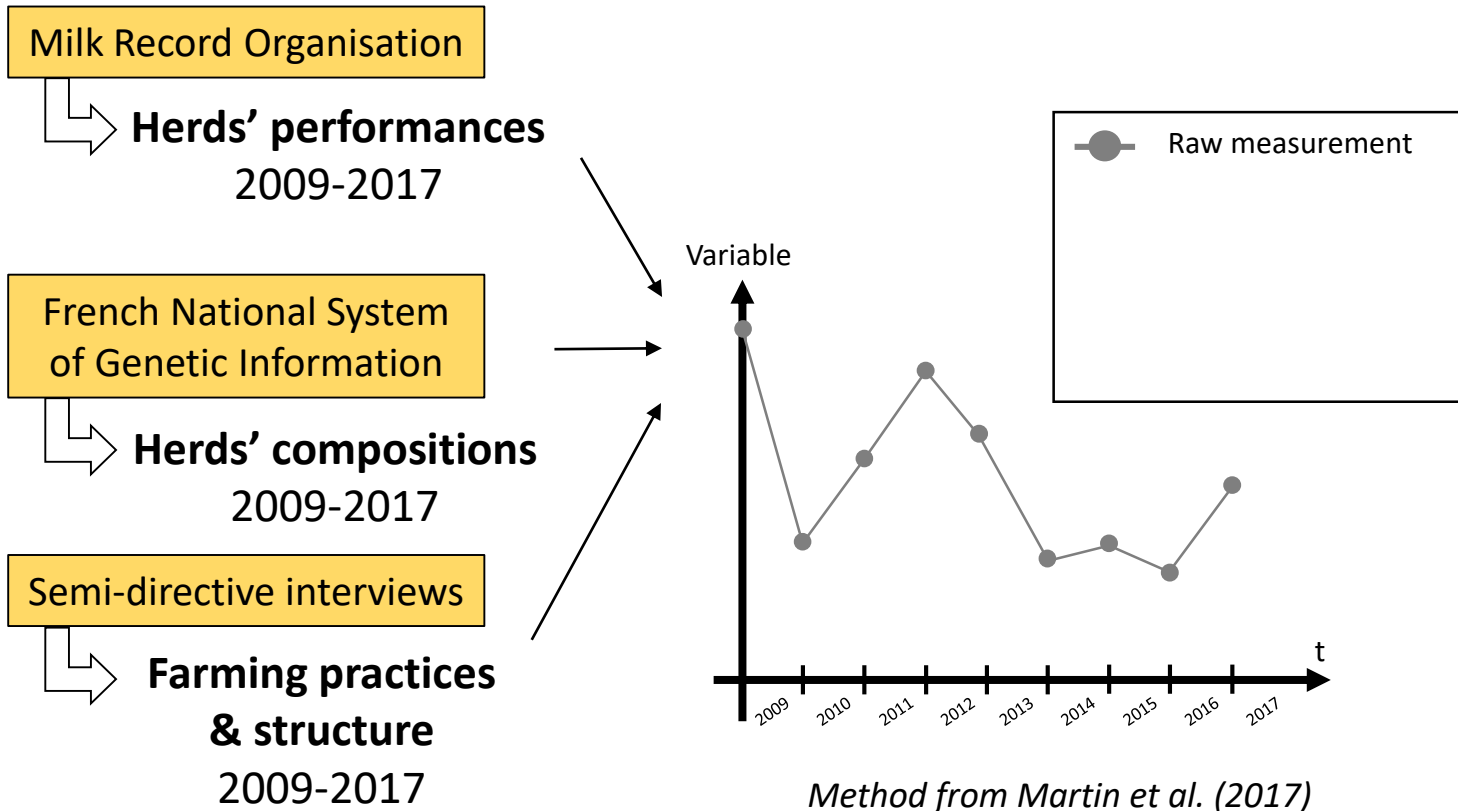 Milk Record Organisation
Herds’ performances
2009-2017
French National System
of Genetic Information
Herds’ compositions
2009-2017
Semi-directive interviews
Farming practices
& structure
2009-2017
Raw measurement
Variable
t
2009
2010
2011
2012
2013
2014
2015
2016
2017
Method from Martin et al. (2017)